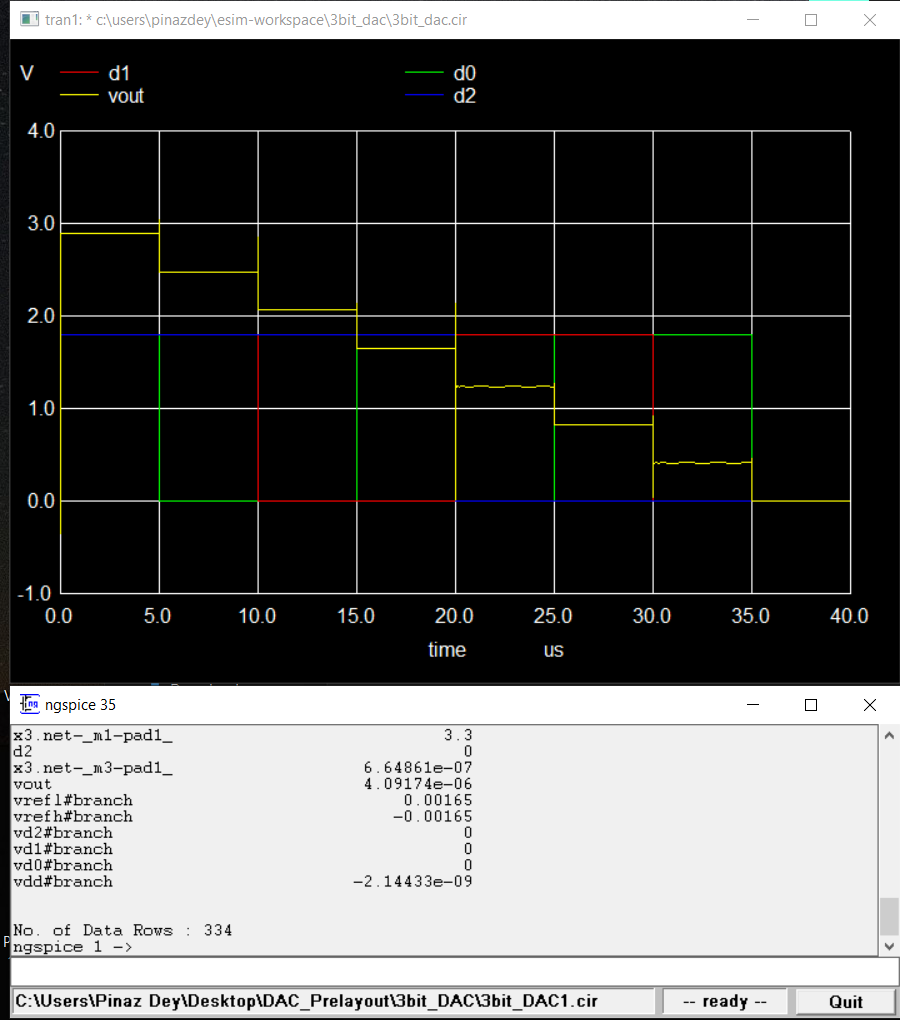 tran1: * c:\users\pinazdey\esim-workspace\3bit_dac\3bit_dac.cir
V d1 d0
vout d2
4.0
3.0
2.0
1.0
0.0
-1.0
0.0 5.0 10.0 15.0 20.0 25.0 30.0 35.0 40.0
time us
ngspice 35
x3.net-_m1-pad1_ 3.3
d2 0
x3.net-_m3-pad1_ 6.64861e-07
vout 4.09174e-06
vrefl#branch 0.00165
vrefh#branch -0.00165
vd2#branch 0
vd1#branch 0
vd0#branch 0
vdd#branch -2.14433e-09
No. of Data Rows : 334
ngspice 1 ->
C:\Users\Pinaz Dey\Desktop\DAC_Prelayout\3bit_DAC\3bit_DAC1.cir -- ready -- Quit